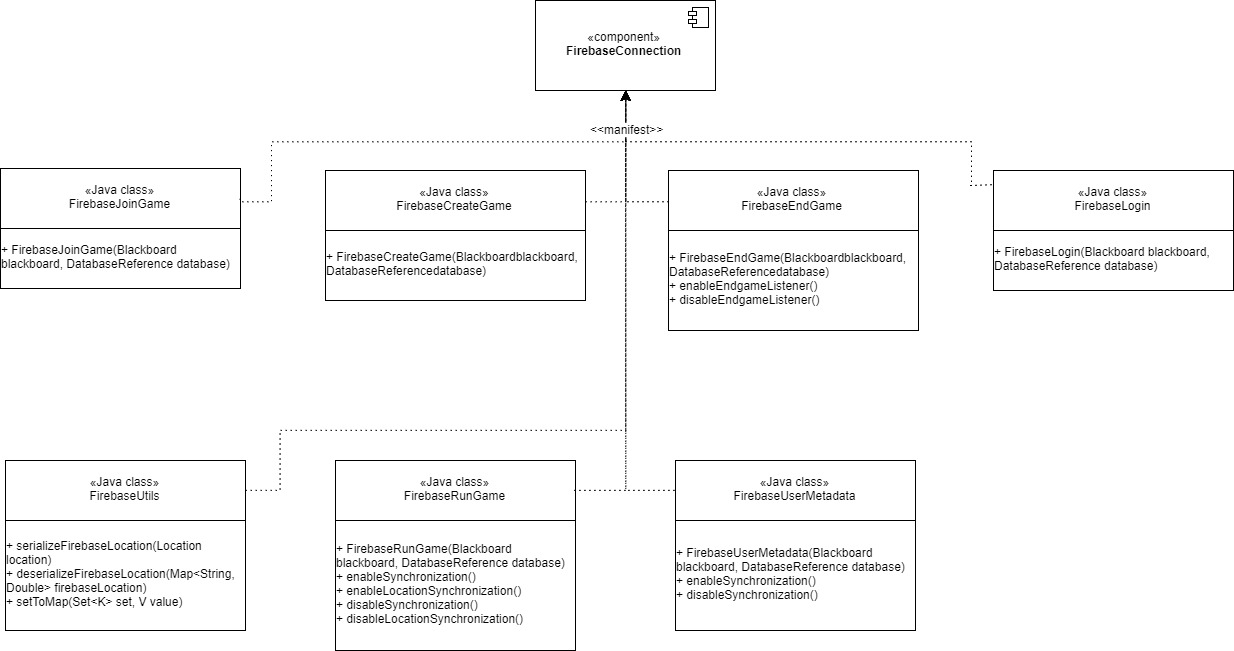 «component»
FirebaseConnection
<<manifest>>
«Java class»
FirebaseJoinGame
+ FirebaseJoinGame(Blackboard
blackboard, DatabaseReference database)
«Java class»
FirebaseCreateGame
+ FirebaseCreateGame(Blackboardblackboard,
DatabaseReferencedatabase)
«Java class»
FirebaseEndGame
+ FirebaseEndGame(Blackboardblackboard,
DatabaseReferencedatabase)
+ enableEndgameListener()
+ disableEndgameListener()
«Java class»
FirebaseLogin
+ FirebaseLogin(Blackboard blackboard,
DatabaseReference database)
«Java class»
FirebaseUtils
+ serializeFirebaseLocation(Location
location)
+ deserializeFirebaseLocation(Map<String,
Double> firebaseLocation)
+ setToMap(Set<K> set, V value)
«Java class»
FirebaseRunGame
+ FirebaseRunGame(Blackboard
blackboard, DatabaseReference database)
+ enableSynchronization()
+ enableLocationSynchronization()
+ disableSynchronization()
+ disableLocationSynchronization()
«Java class»
FirebaseUserMetadata
+ FirebaseUserMetadata(Blackboard
blackboard, DatabaseReference database)
+ enableSynchronization()
+ disableSynchronization()